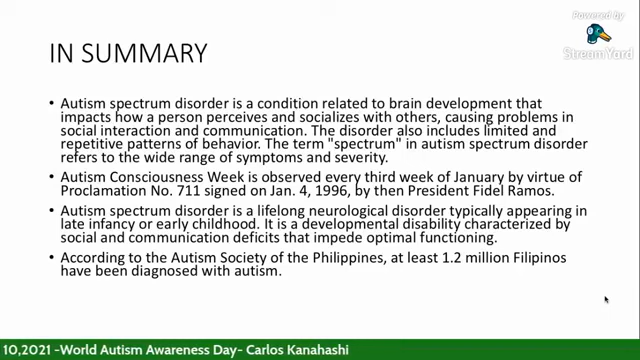 Powered by
StreamYard
IN SUMMARY
• Autism spectrum disorder is a condition related to brain development that
impacts how a person perceives and socializes with others, causing problems in
social interaction and communication. The disorder also includes limited and
repetitive patterns of behavior. The term "spectrum" in autism spectrum disorder
refers to the wide range of symptoms and severity.
• Autism Consciousness Week is observed every third week of January by virtue of
Proclamation No. 711 signed on Jan. 4, 1996, by then President Fidel Ramos.
• Autism spectrum disorder is a lifelong neurological disorder typically appearing in
late infancy or early childhood. It is a developmental disability characterized by
social and communication deficits that impede optimal functioning.
• According to the Autism Society of the Philippines, at least 1.2 million Filipinos
have been diagnosed with autism.
10,2021 -World Autism Awareness Day- Carlos Kanahashi